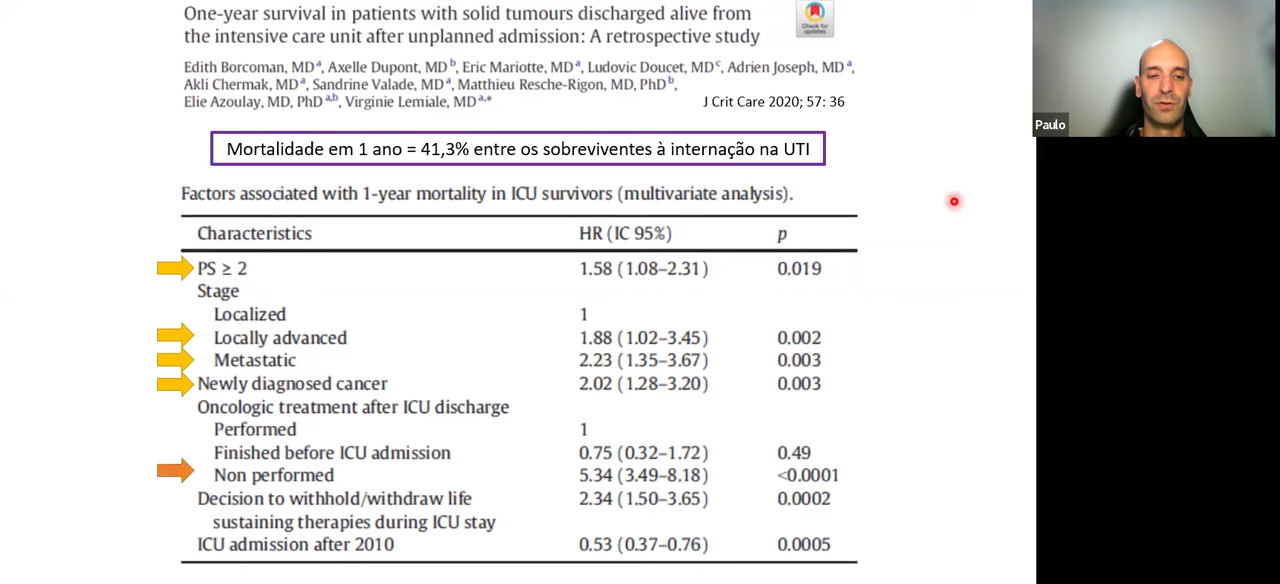 One-year survival in patients with solid tumours discharged alive from
the intensive care unit after unplanned admission: A retrospective study
Check for
updates
Edith Borcoman, MD a, Axelle Dupont, MD b, Eric Mariotte, MD a, Ludovic Doucet, MD c, Adrien Joseph, MD a,
Akli Chermak, MD a, Sandrine Valade, MD a, Matthieu Resche-Rigon, MD, PhD b,
Elie Azoulay, MD, PhD a,b, Virginie Lemiale, MD a,*
J Crit Care 2020; 57: 36
Paulo
Mortalidade em 1 ano = 41,3% entre os sobreviventes à internação na UTI
Factors associated with 1-year mortality in ICU survivors (multivariate analysis).
Characteristics HR (IC 95%) p
PS ≥ 2 1.58 (1.08–2.31) 0.019
Stage
Localized 1
Locally advanced 1.88 (1.02–3.45) 0.002
Metastatic 2.23 (1.35–3.67) 0.003
Newly diagnosed cancer 2.02 (1.28–3.20) 0.003
Oncologic treatment after ICU discharge
Performed 1
Finished before ICU admission 0.75 (0.32–1.72) 0.49
Non performed 5.34 (3.49–8.18) <0.0001
Decision to withhold/withdraw life 2.34 (1.50–3.65) 0.0002
sustaining therapies during ICU stay
ICU admission after 2010 0.53 (0.37–0.76) 0.0005